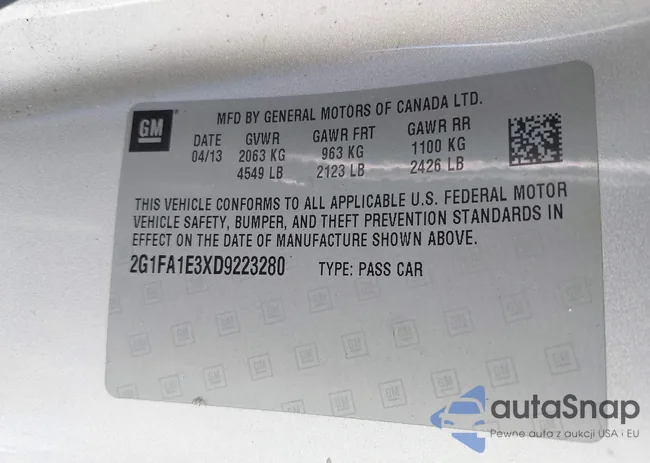 GM
MFD BY GENERAL MOTORS OF CANADA LTD.
DATE GVWR GAWR FRT GAWR RR
04/13 2063 KG 963 KG 1100 KG
4549 LB 2123 LB 2426 LB
THIS VEHICLE CONFORMS TO ALL APPLICABLE U.S. FEDERAL MOTOR
VEHICLE SAFETY, BUMPER, AND THEFT PREVENTION STANDARDS IN
EFFECT ON THE DATE OF MANUFACTURE SHOWN ABOVE.
2G1FA1E3XD9223280 TYPE: PASS CAR
autaSnap
Pewne auta z aukcji USA i EU